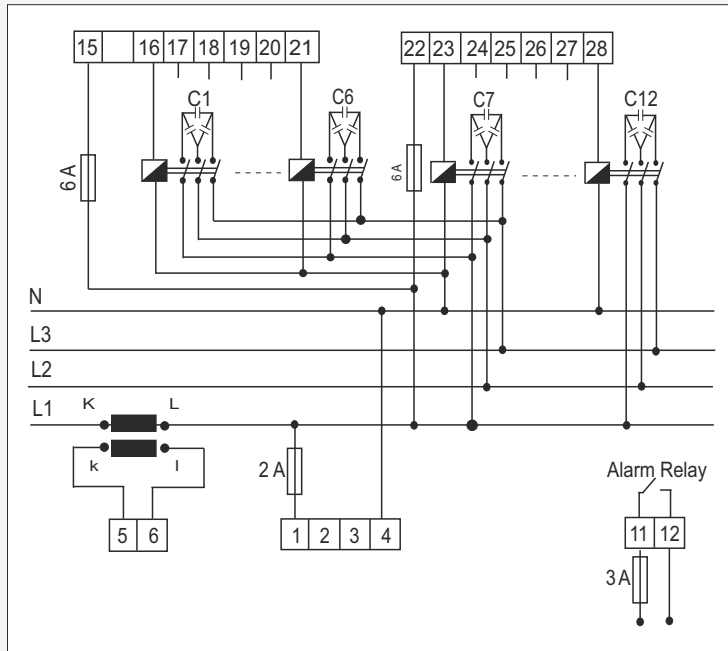 15 16 17 18 19 20 21
22 23 24 25 26 27 28
C1 C6 C7 C12
6 A 6 A
N
L3
L2
L1
K L
k l
2 A
5 6
1 2 3 4
Alarm Relay
11 12
3 A